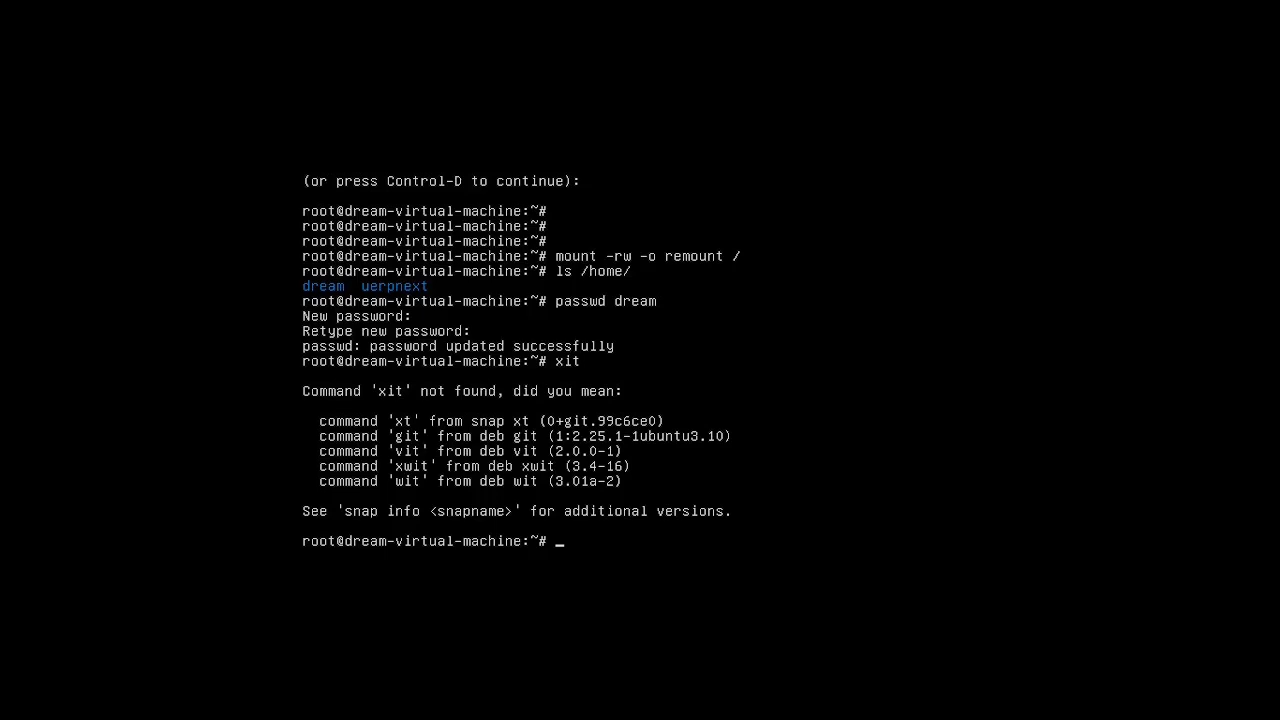 (or press Control-D to continue):
root@dream-virtual-machine:~#
root@dream-virtual-machine:~#
root@dream-virtual-machine:~#
root@dream-virtual-machine:~# mount -rw -o remount /
root@dream-virtual-machine:~# ls /home/
dream  uerpnext
root@dream-virtual-machine:~# passwd dream
New password:
Retype new password:
passwd: password updated successfully
root@dream-virtual-machine:~# xit
Command 'xit' not found, did you mean:
  command 'xt' from snap xt (0+git.99c6ce0)
  command 'git' from deb git (1:2.25.1-1ubuntu3.10)
  command 'vit' from deb vit (2.0.0-1)
  command 'xwit' from deb xwit (3.4-16)
  command 'wit' from deb wit (3.01a-2)
See 'snap info <snapname>' for additional versions.
root@dream-virtual-machine:~# _